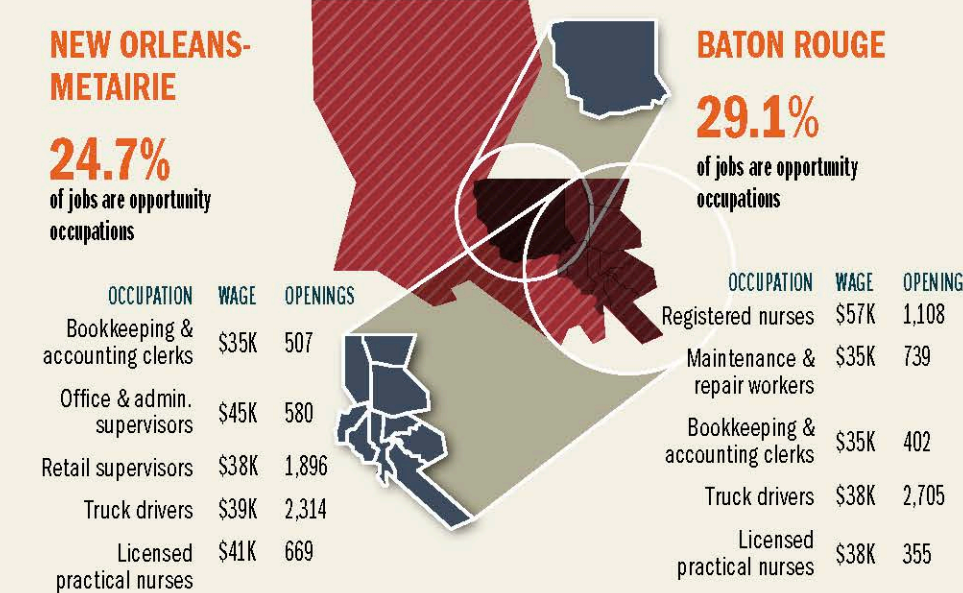 NEW ORLEANS-
METAIRIE
24.7%
of jobs are opportunity
occupations
OCCUPATION WAGE OPENINGS
Bookkeeping &
accounting clerks $35K 507
Office & admin.
supervisors $45K 580
Retail supervisors $38K 1,896
Truck drivers $39K 2,314
Licensed
practical nurses $41K 669
BATON ROUGE
29.1%
of jobs are opportunity
occupations
OCCUPATION WAGE OPENING
Registered nurses $57K 1,108
Maintenance &
repair workers $35K 739
Bookkeeping &
accounting clerks $35K 402
Truck drivers $38K 2,705
Licensed
practical nurses $38K 355